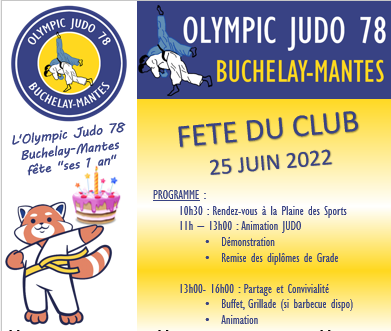 OLYMPIC JUDO 78
BUCHELAY-MANTES
L'Olympic Judo 78
Buchelay-Mantes
fête "ses 1 an"
OLYMPIC JUDO 78
BUCHELAY-MANTES
FETE DU CLUB
25 JUIN 2022
PROGRAMME :
10h30 : Rendez-vous à la Plaine des Sports
11h – 13h00 : Animation JUDO
• Démonstration
• Remise des diplômes de Grade
13h00- 16h00 : Partage et Convivialité
• Buffet, Grillade (si barbecue dispo)
• Animation